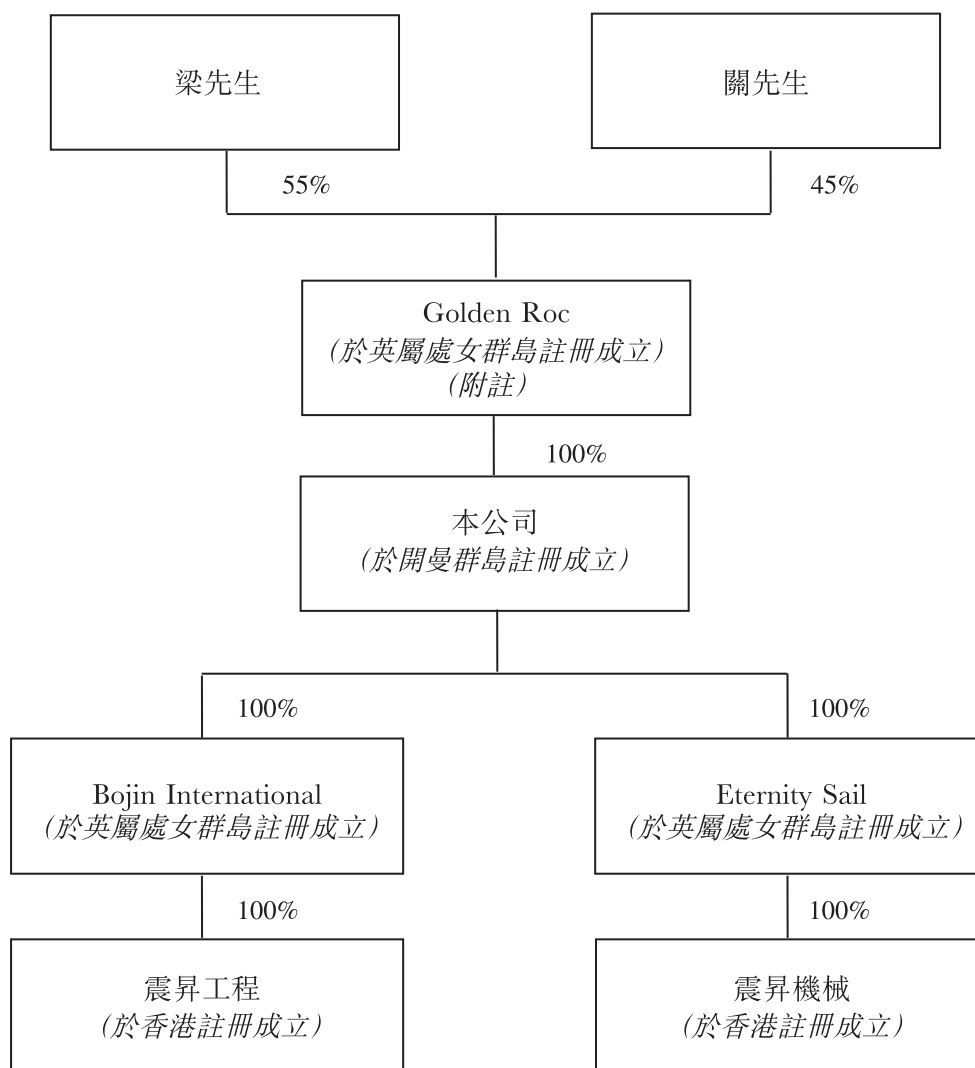 梁先生
關先生
55%
45%
Golden Roc
(於英屬處女群島註冊成立)
(附註)
100%
本公司
(於開曼群島註冊成立)
100%
100%
Bojin International
(於英屬處女群島註冊成立)
Eternity Sail
(於英屬處女群島註冊成立)
100%
100%
震昇工程
(於香港註冊成立)
震昇機械
(於香港註冊成立)